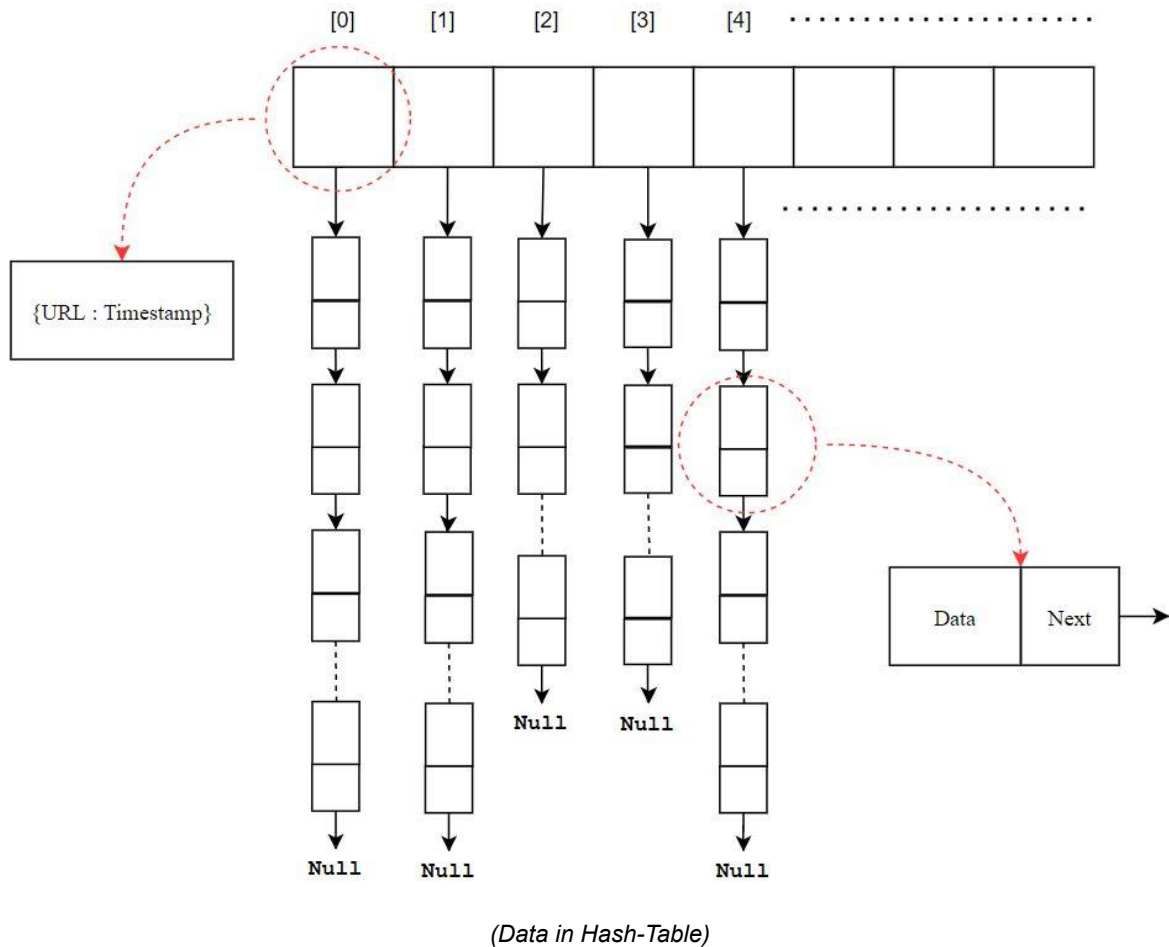 [0] [1] [2] [3] [4]
{URL : Timestamp}
Data Next
Null Null
Null Null Null
(Data in Hash-Table)